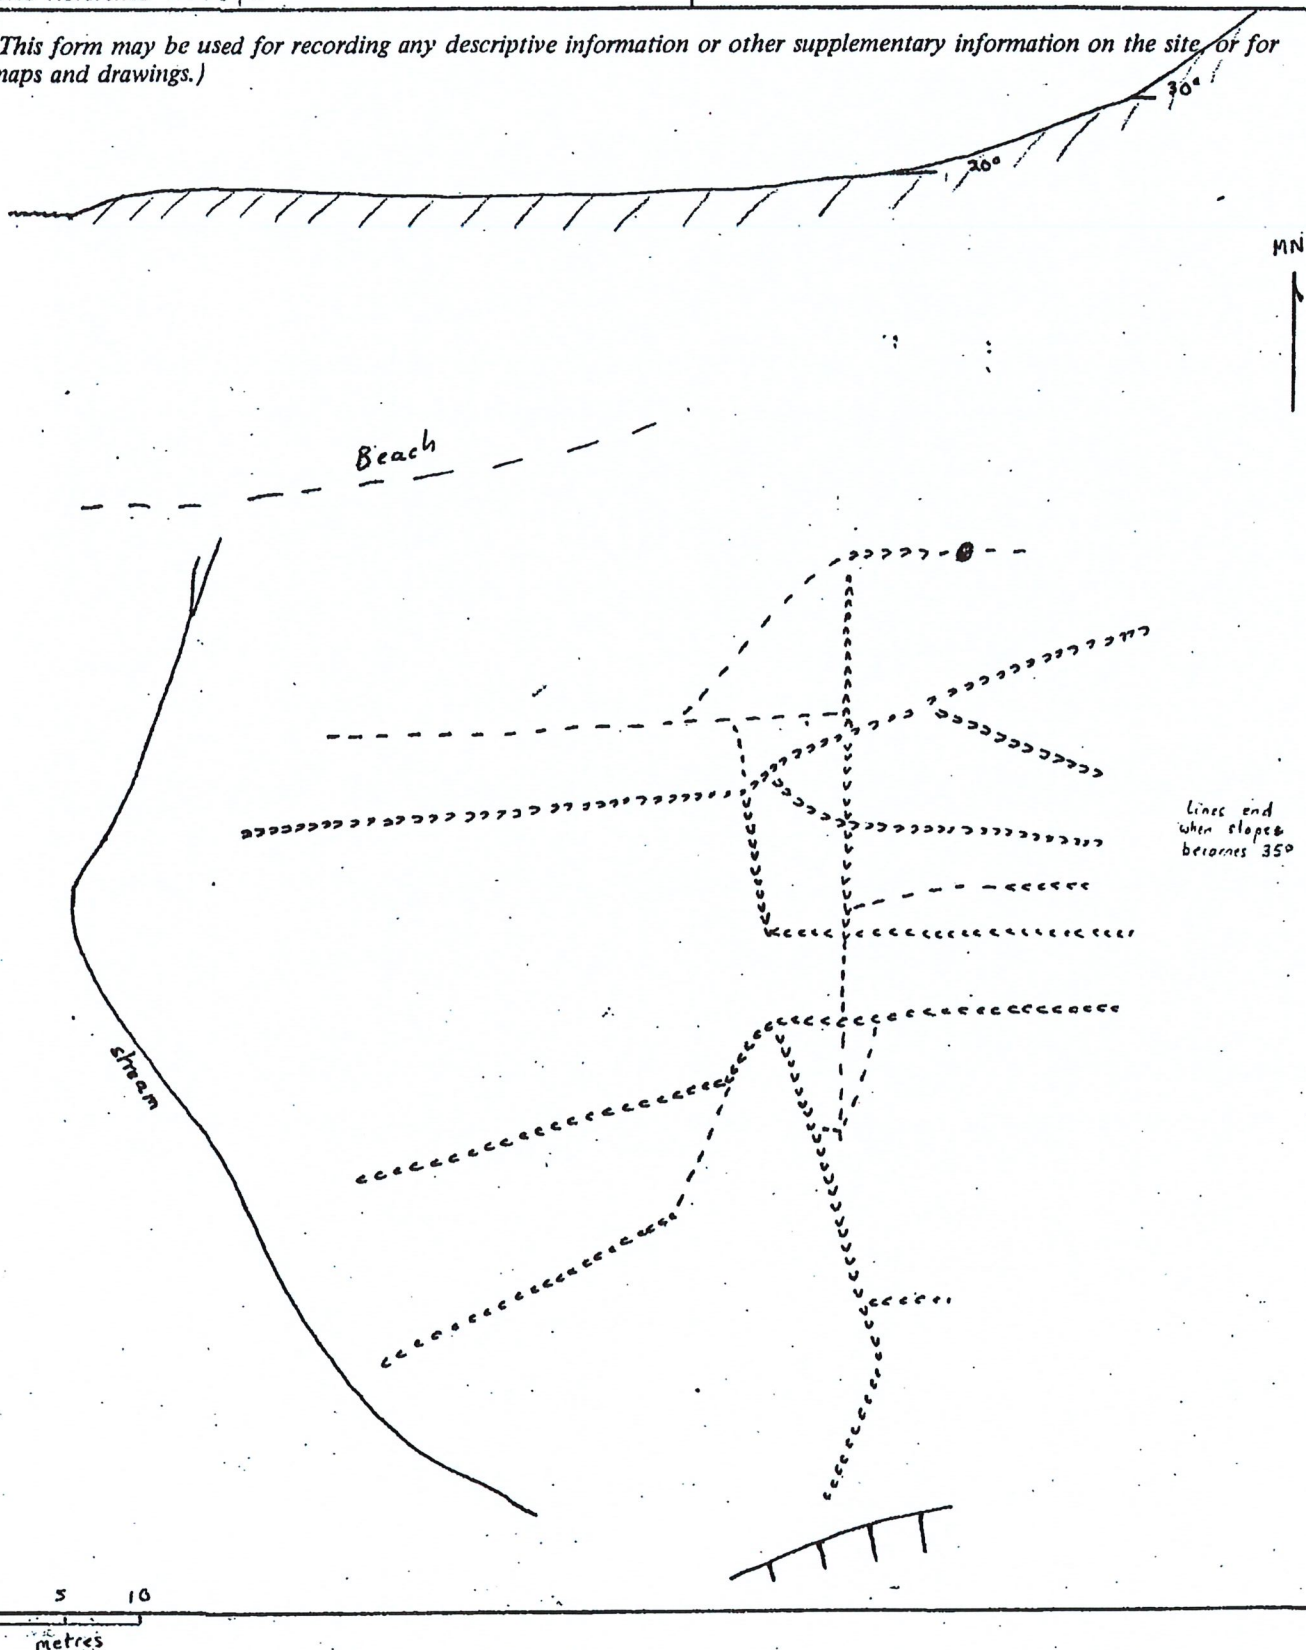 This form may be used for recording any descriptive information or other supplementary information on the site, or for
maps and drawings.)
30°
20°
MN
Beach
Lines end
when slopes
becomes 35°
stream
5 10
metres